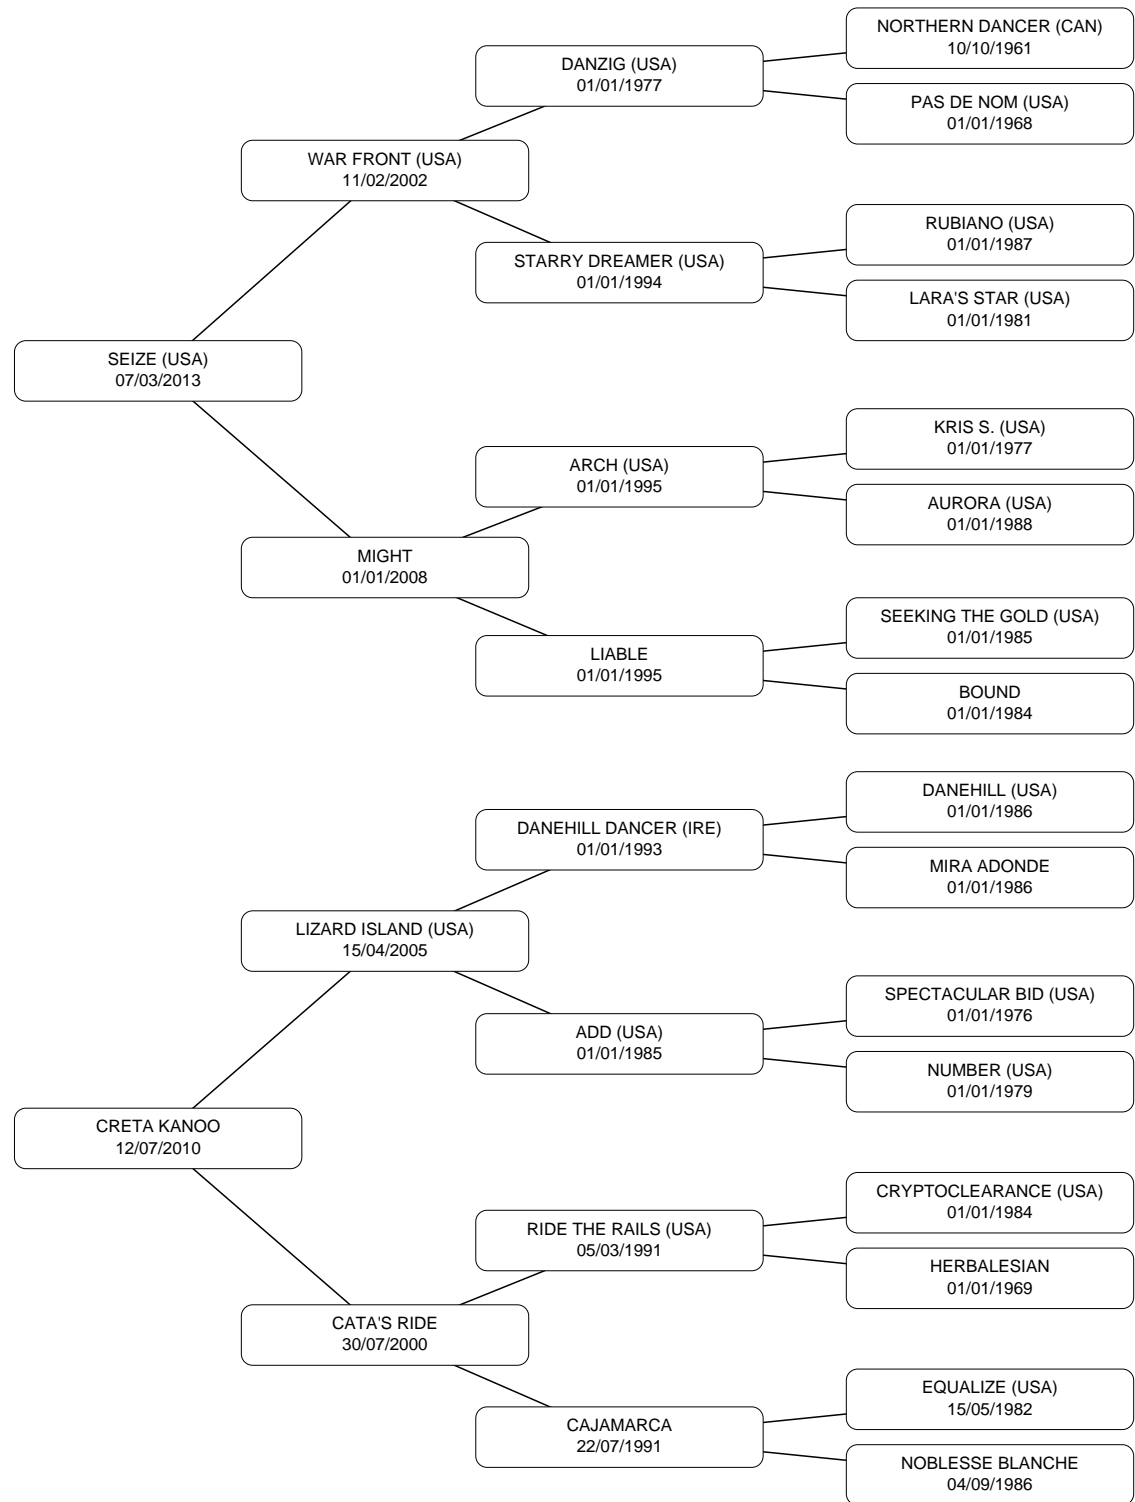 NORTHERN DANCER (CAN)
10/10/1961
DANZIG (USA)
01/01/1977
PAS DE NOM (USA)
01/01/1968
WAR FRONT (USA)
11/02/2002
RUBIANO (USA)
01/01/1987
STARRY DREAMER (USA)
01/01/1994
LARA'S STAR (USA)
01/01/1981
SEIZE (USA)
07/03/2013
KRIS S. (USA)
01/01/1977
ARCH (USA)
01/01/1995
AURORA (USA)
01/01/1988
MIGHT
01/01/2008
SEEKING THE GOLD (USA)
01/01/1985
LIABLE
01/01/1995
BOUND
01/01/1984
DANEHILL (USA)
01/01/1986
DANEHILL DANCER (IRE)
01/01/1993
MIRA ADONDE
01/01/1986
LIZARD ISLAND (USA)
15/04/2005
SPECTACULAR BID (USA)
01/01/1976
ADD (USA)
01/01/1985
NUMBER (USA)
01/01/1979
CRETA KANOO
12/07/2010
CRYPTOCLEARANCE (USA)
01/01/1984
RIDE THE RAILS (USA)
05/03/1991
HERBALESIAN
01/01/1969
CATA'S RIDE
30/07/2000
EQUALIZE (USA)
15/05/1982
CAJAMARCA
22/07/1991
NOBLESSE BLANCHE
04/09/1986